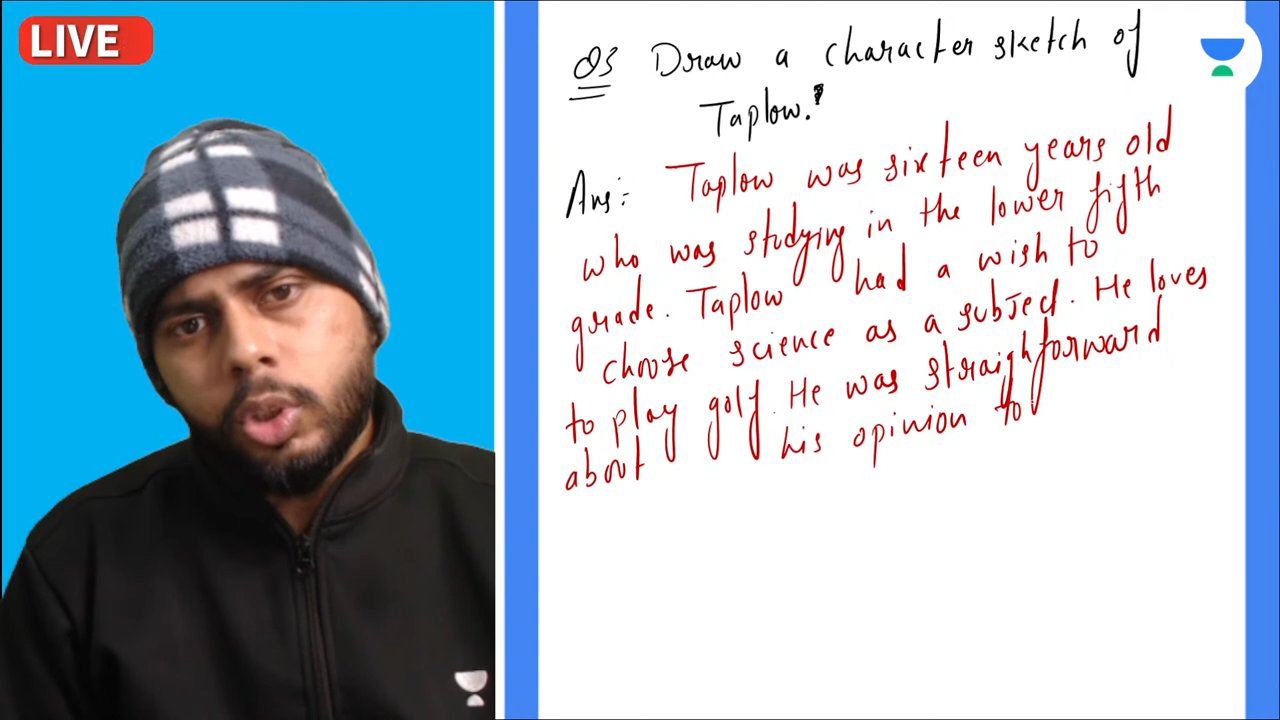 LIVE
Q3 Draw a character sketch of
Taplow.
Ans: Taplow was sixteen years old
who was studying in the lower fifth
grade. Taplow had a wish to
choose science as a subject. He loves
to play golf. He was straighforward
about his opinion to